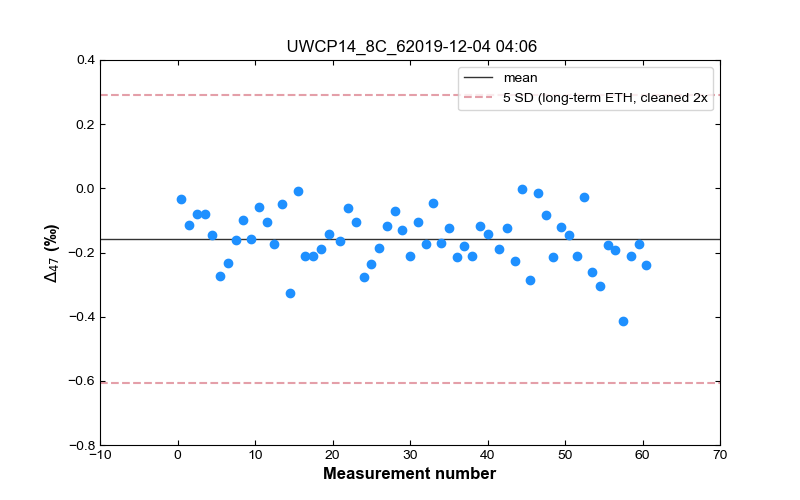 UWCP14_8C_62019-12-04 04:06
mean
5 SD (long-term ETH, cleaned 2x
0.4
0.2
0.0
−0.2
−0.4
−0.6
−0.8
Δ47 (‰)
−10 0 10 20 30 40 50 60 70
Measurement number